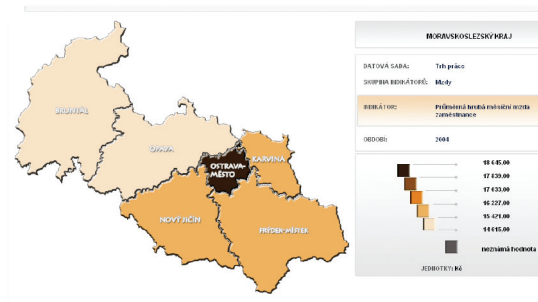 MORAVSKOSLEZSKÝ KRAJ
DATOVÁ SADA: Trh práce
SKUPINA INDIKÁTORŮ: Mzdy
INDIKÁTOR: Průměrná hrubá měsíční mzda
zaměstnance
OBDOBI: 2004
BRUNTÁL
OPAVA
OSTRAVA-
MĚSTO
KARVINÁ
NOVÝ JIČÍN
FRÝDEK-MÍSTEK
18 645,00
17 839,00
17 033,00
16 227,00
15 421,00
14 615,00
neznámá hodnota
JEDNOTKY: Kč